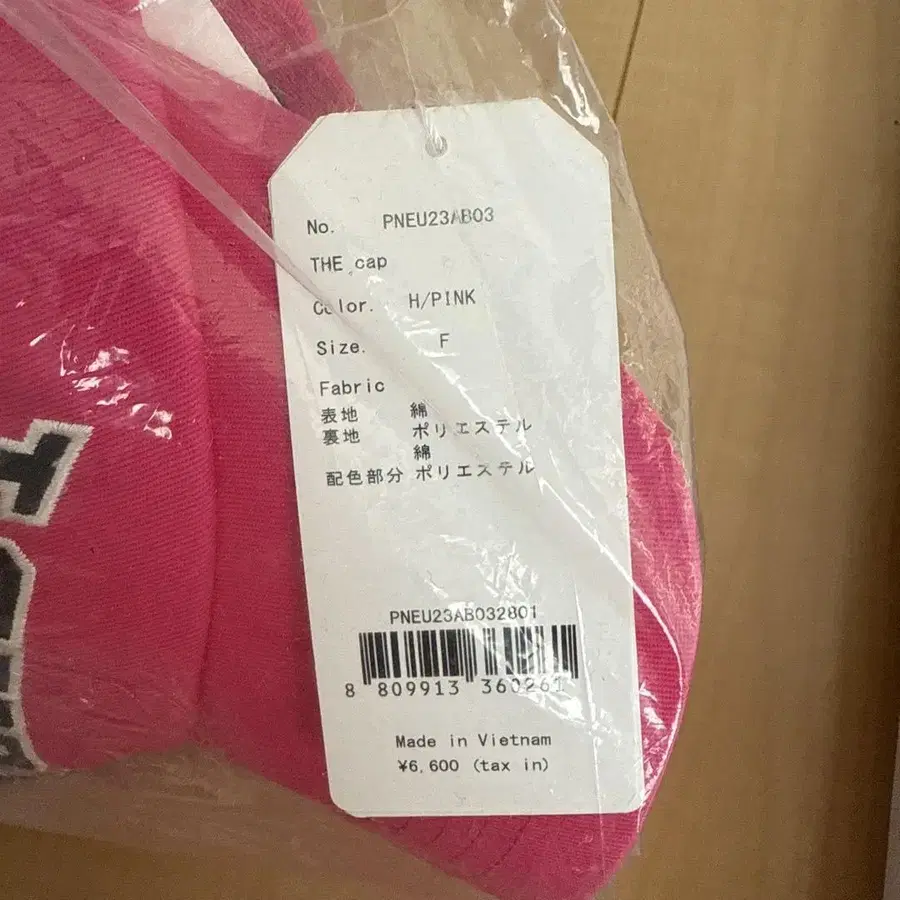 No. PNEU23AB03
THE cap
Color. H/PINK
Size. F
Fabric
表地 綿
裏地 ポリエステル
綿
配色部分 ポリエステル
PNEU23AB032801
8 809913 360261
Made in Vietnam
¥6,600 (tax in)